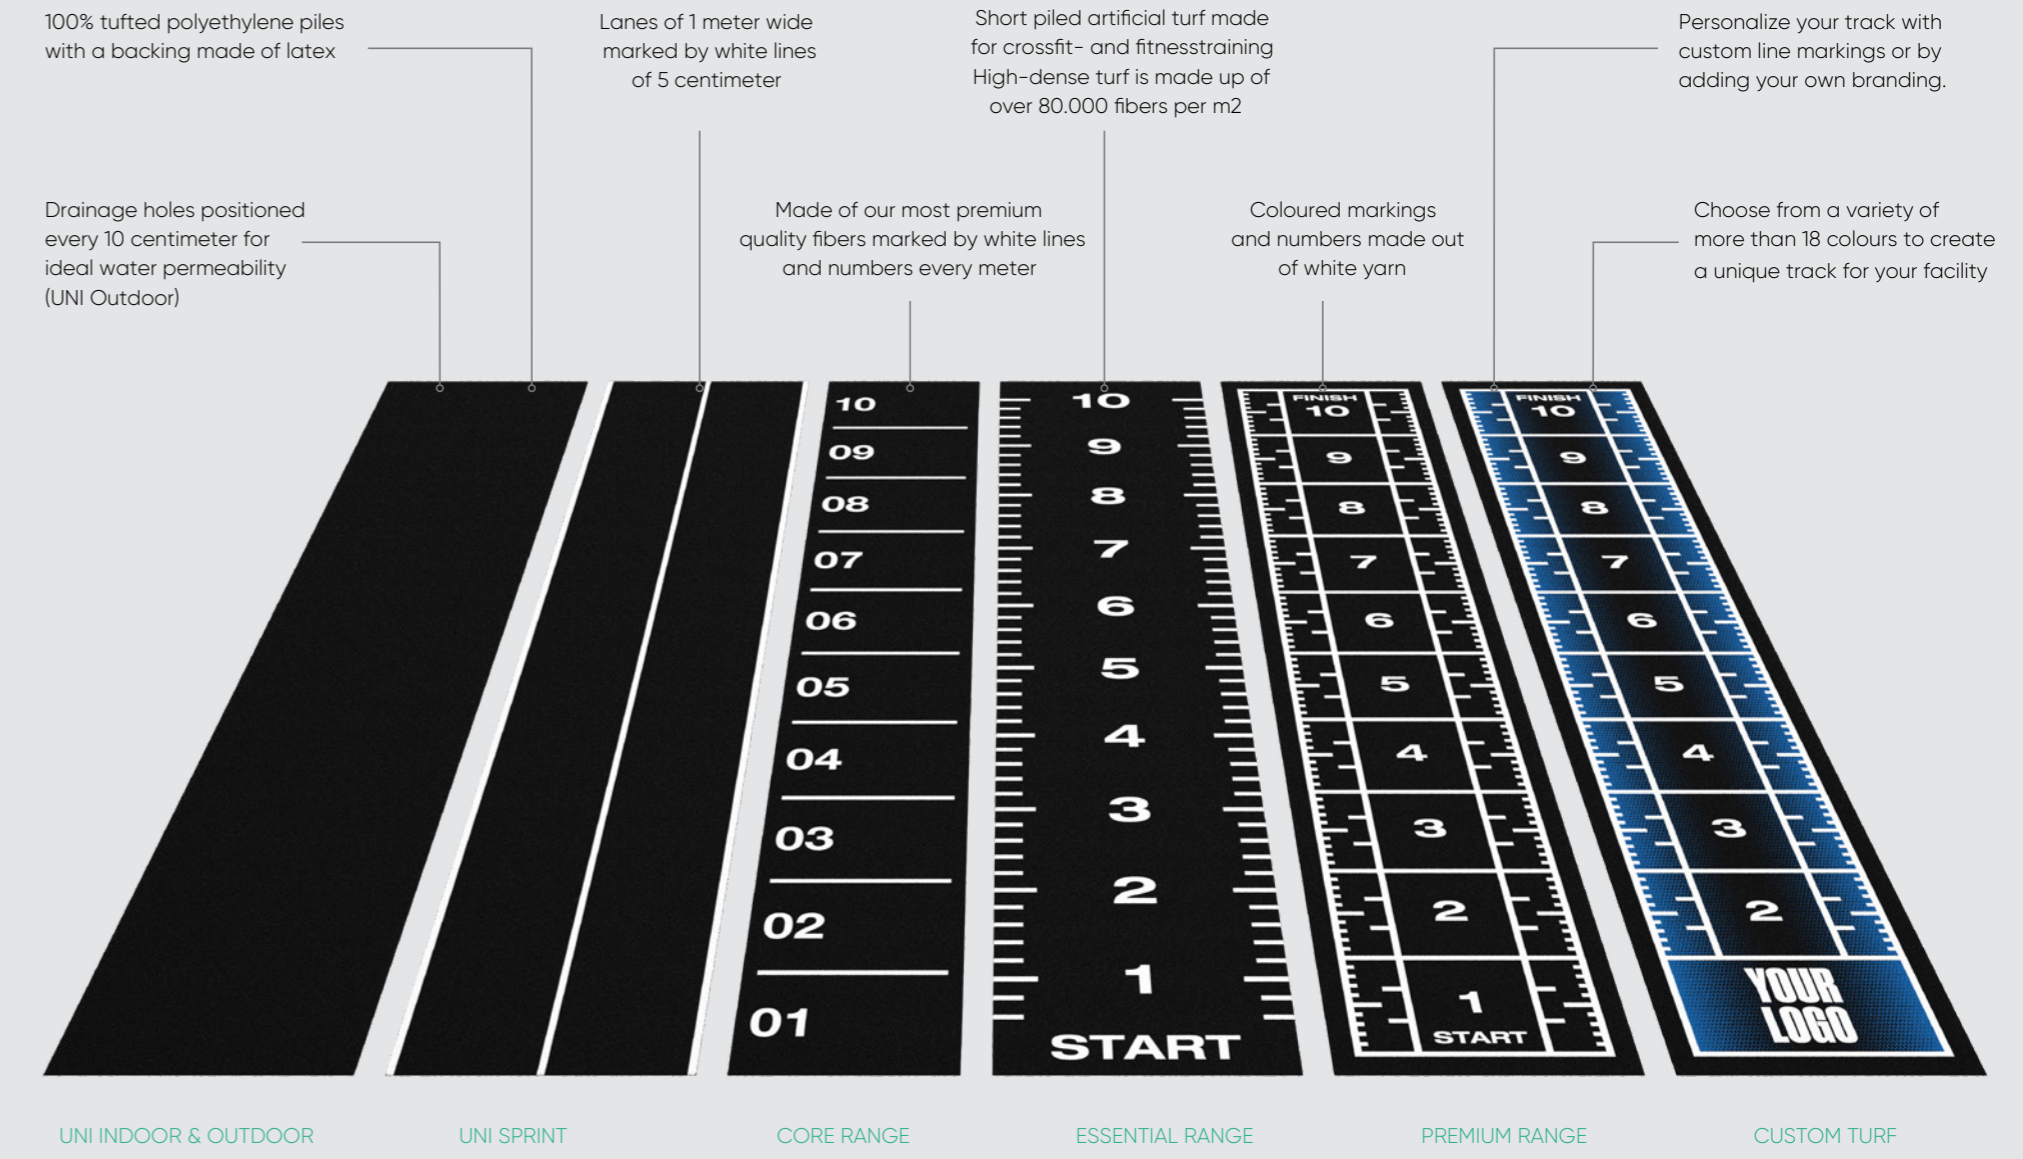 100% tufted polyethylene piles
with a backing made of latex
Lanes of 1 meter wide
marked by white lines
of 5 centimeter
Short piled artificial turf made
for crossfit- and fitnesstraining
High-dense turf is made up of
over 80.000 fibers per m2
Personalize your track with
custom line markings or by
adding your own branding.
Drainage holes positioned
every 10 centimeter for
ideal water permeability
(UNI Outdoor)
Made of our most premium
quality fibers marked by white lines
and numbers every meter
Coloured markings
and numbers made out
of white yarn
Choose from a variety of
more than 18 colours to create
a unique track for your facility
10
09
08
07
06
05
04
03
02
01
10
9
8
7
6
5
4
3
2
1
START
FINISH
10
9
8
7
6
5
4
3
2
1
START
FINISH
10
9
8
7
6
5
4
3
2
YOUR
LOGO
UNI INDOOR & OUTDOOR
UNI SPRINT
CORE RANGE
ESSENTIAL RANGE
PREMIUM RANGE
CUSTOM TURF